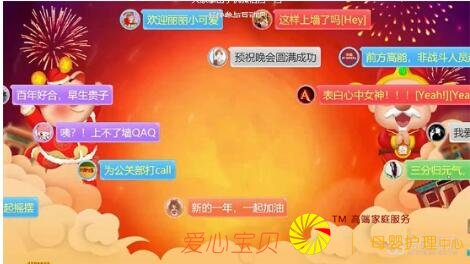 欢迎丽丽小可爱
这样上墙了吗[Hey]
预祝晚会圆满成功
前方高能，非战斗人员
百年好合，早生贵子
表白心中女神！！！[Yeah!][Yeah!]
咦？！上不了墙QAQ
我爱
为公关部打call
三分归元气，
一起摇摆
新的一年，一起加油
爱心宝贝
TM 高端家庭服务
母婴护理中心